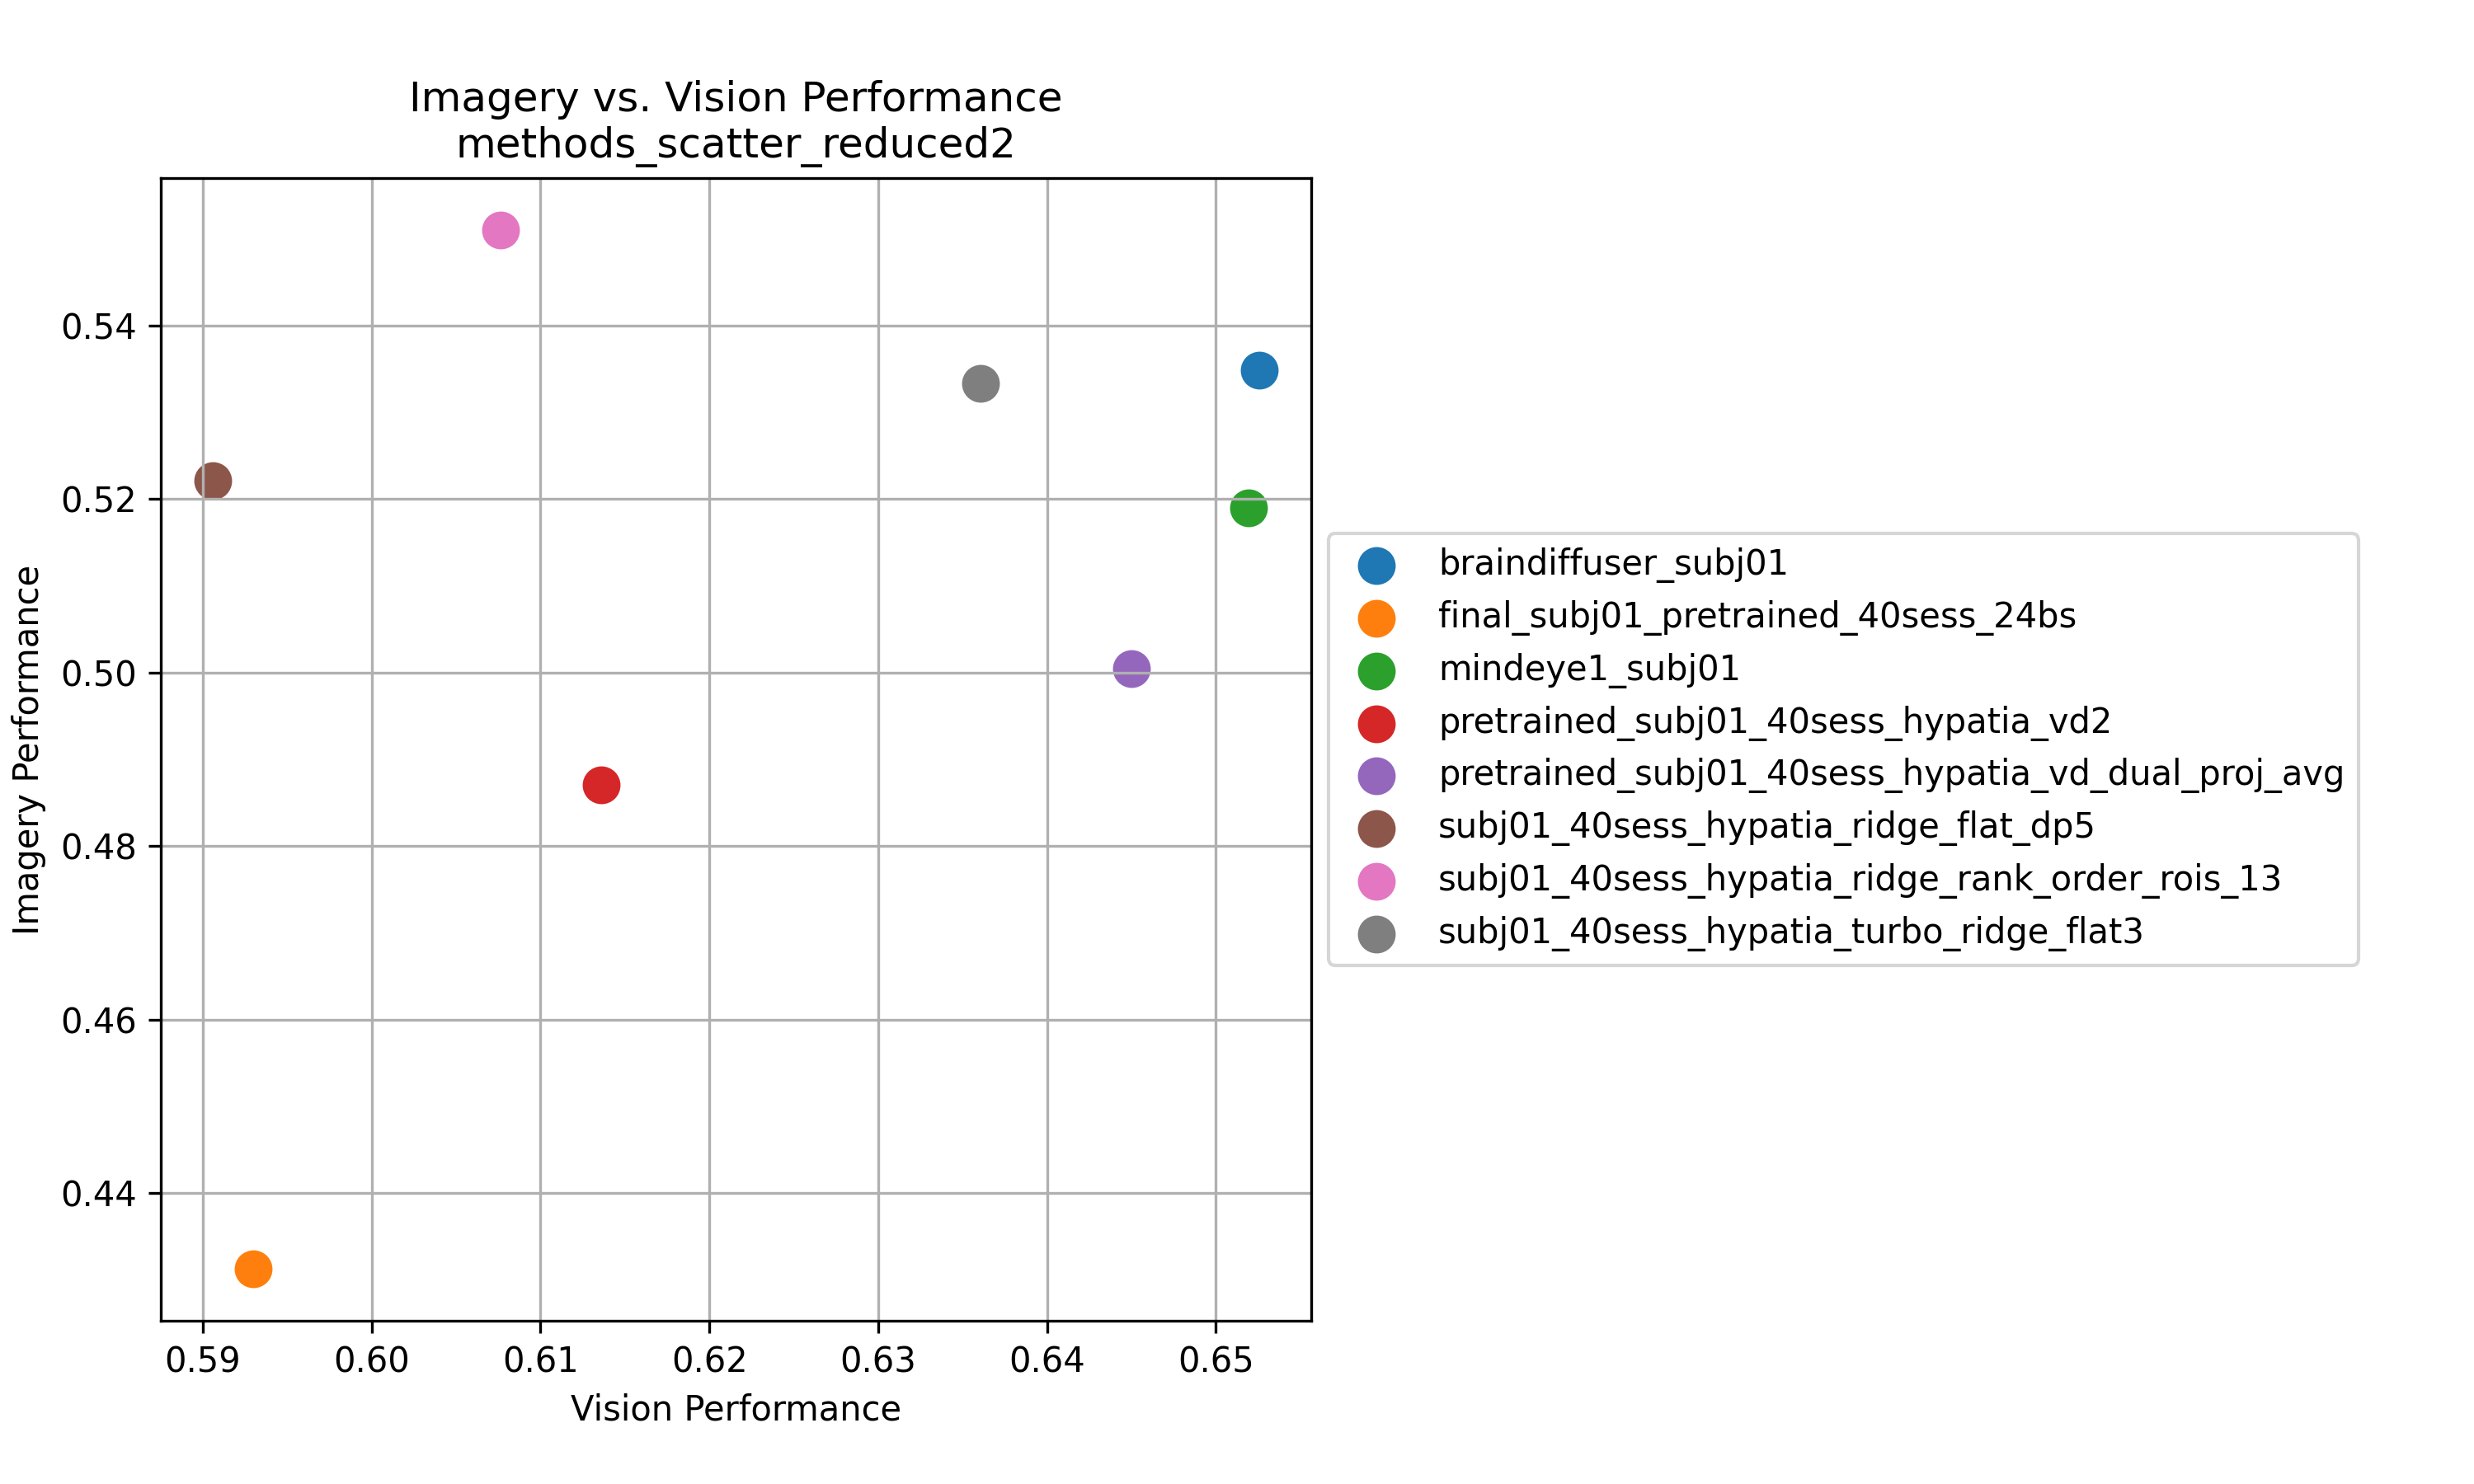 Imagery vs. Vision Performance
methods_scatter_reduced2
Imagery Performance
0.54
0.52
0.50
0.48
0.46
0.44
0.59 0.60 0.61 0.62 0.63 0.64 0.65
Vision Performance
braindiffuser_subj01
final_subj01_pretrained_40sess_24bs
mindeye1_subj01
pretrained_subj01_40sess_hypatia_vd2
pretrained_subj01_40sess_hypatia_vd_dual_proj_avg
subj01_40sess_hypatia_ridge_flat_dp5
subj01_40sess_hypatia_ridge_rank_order_rois_13
subj01_40sess_hypatia_turbo_ridge_flat3